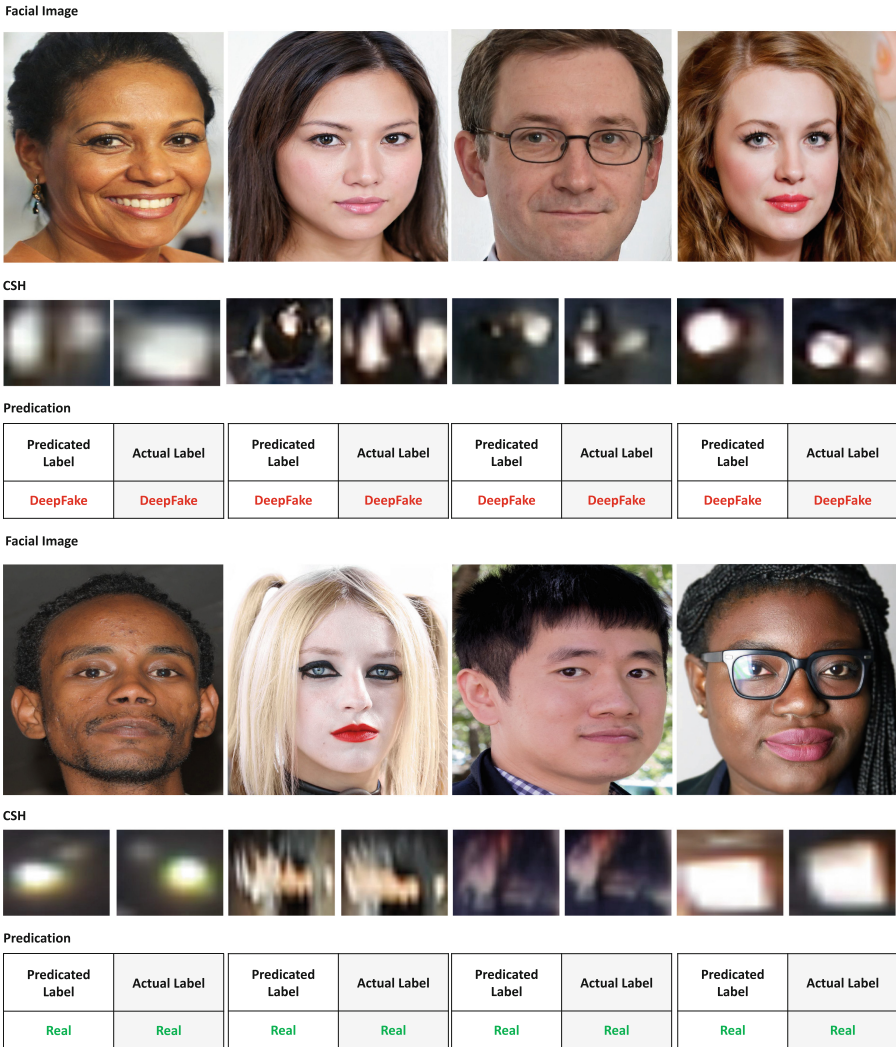 Facial Image
CSH
Predication
Predicated Label Actual Label Predicated Label Actual Label Predicated Label Actual Label Predicated Label Actual Label
DeepFake DeepFake DeepFake DeepFake DeepFake DeepFake DeepFake DeepFake
Facial Image
CSH
Predication
Predicated Label Actual Label Predicated Label Actual Label Predicated Label Actual Label Predicated Label Actual Label
Real Real Real Real Real Real Real Real